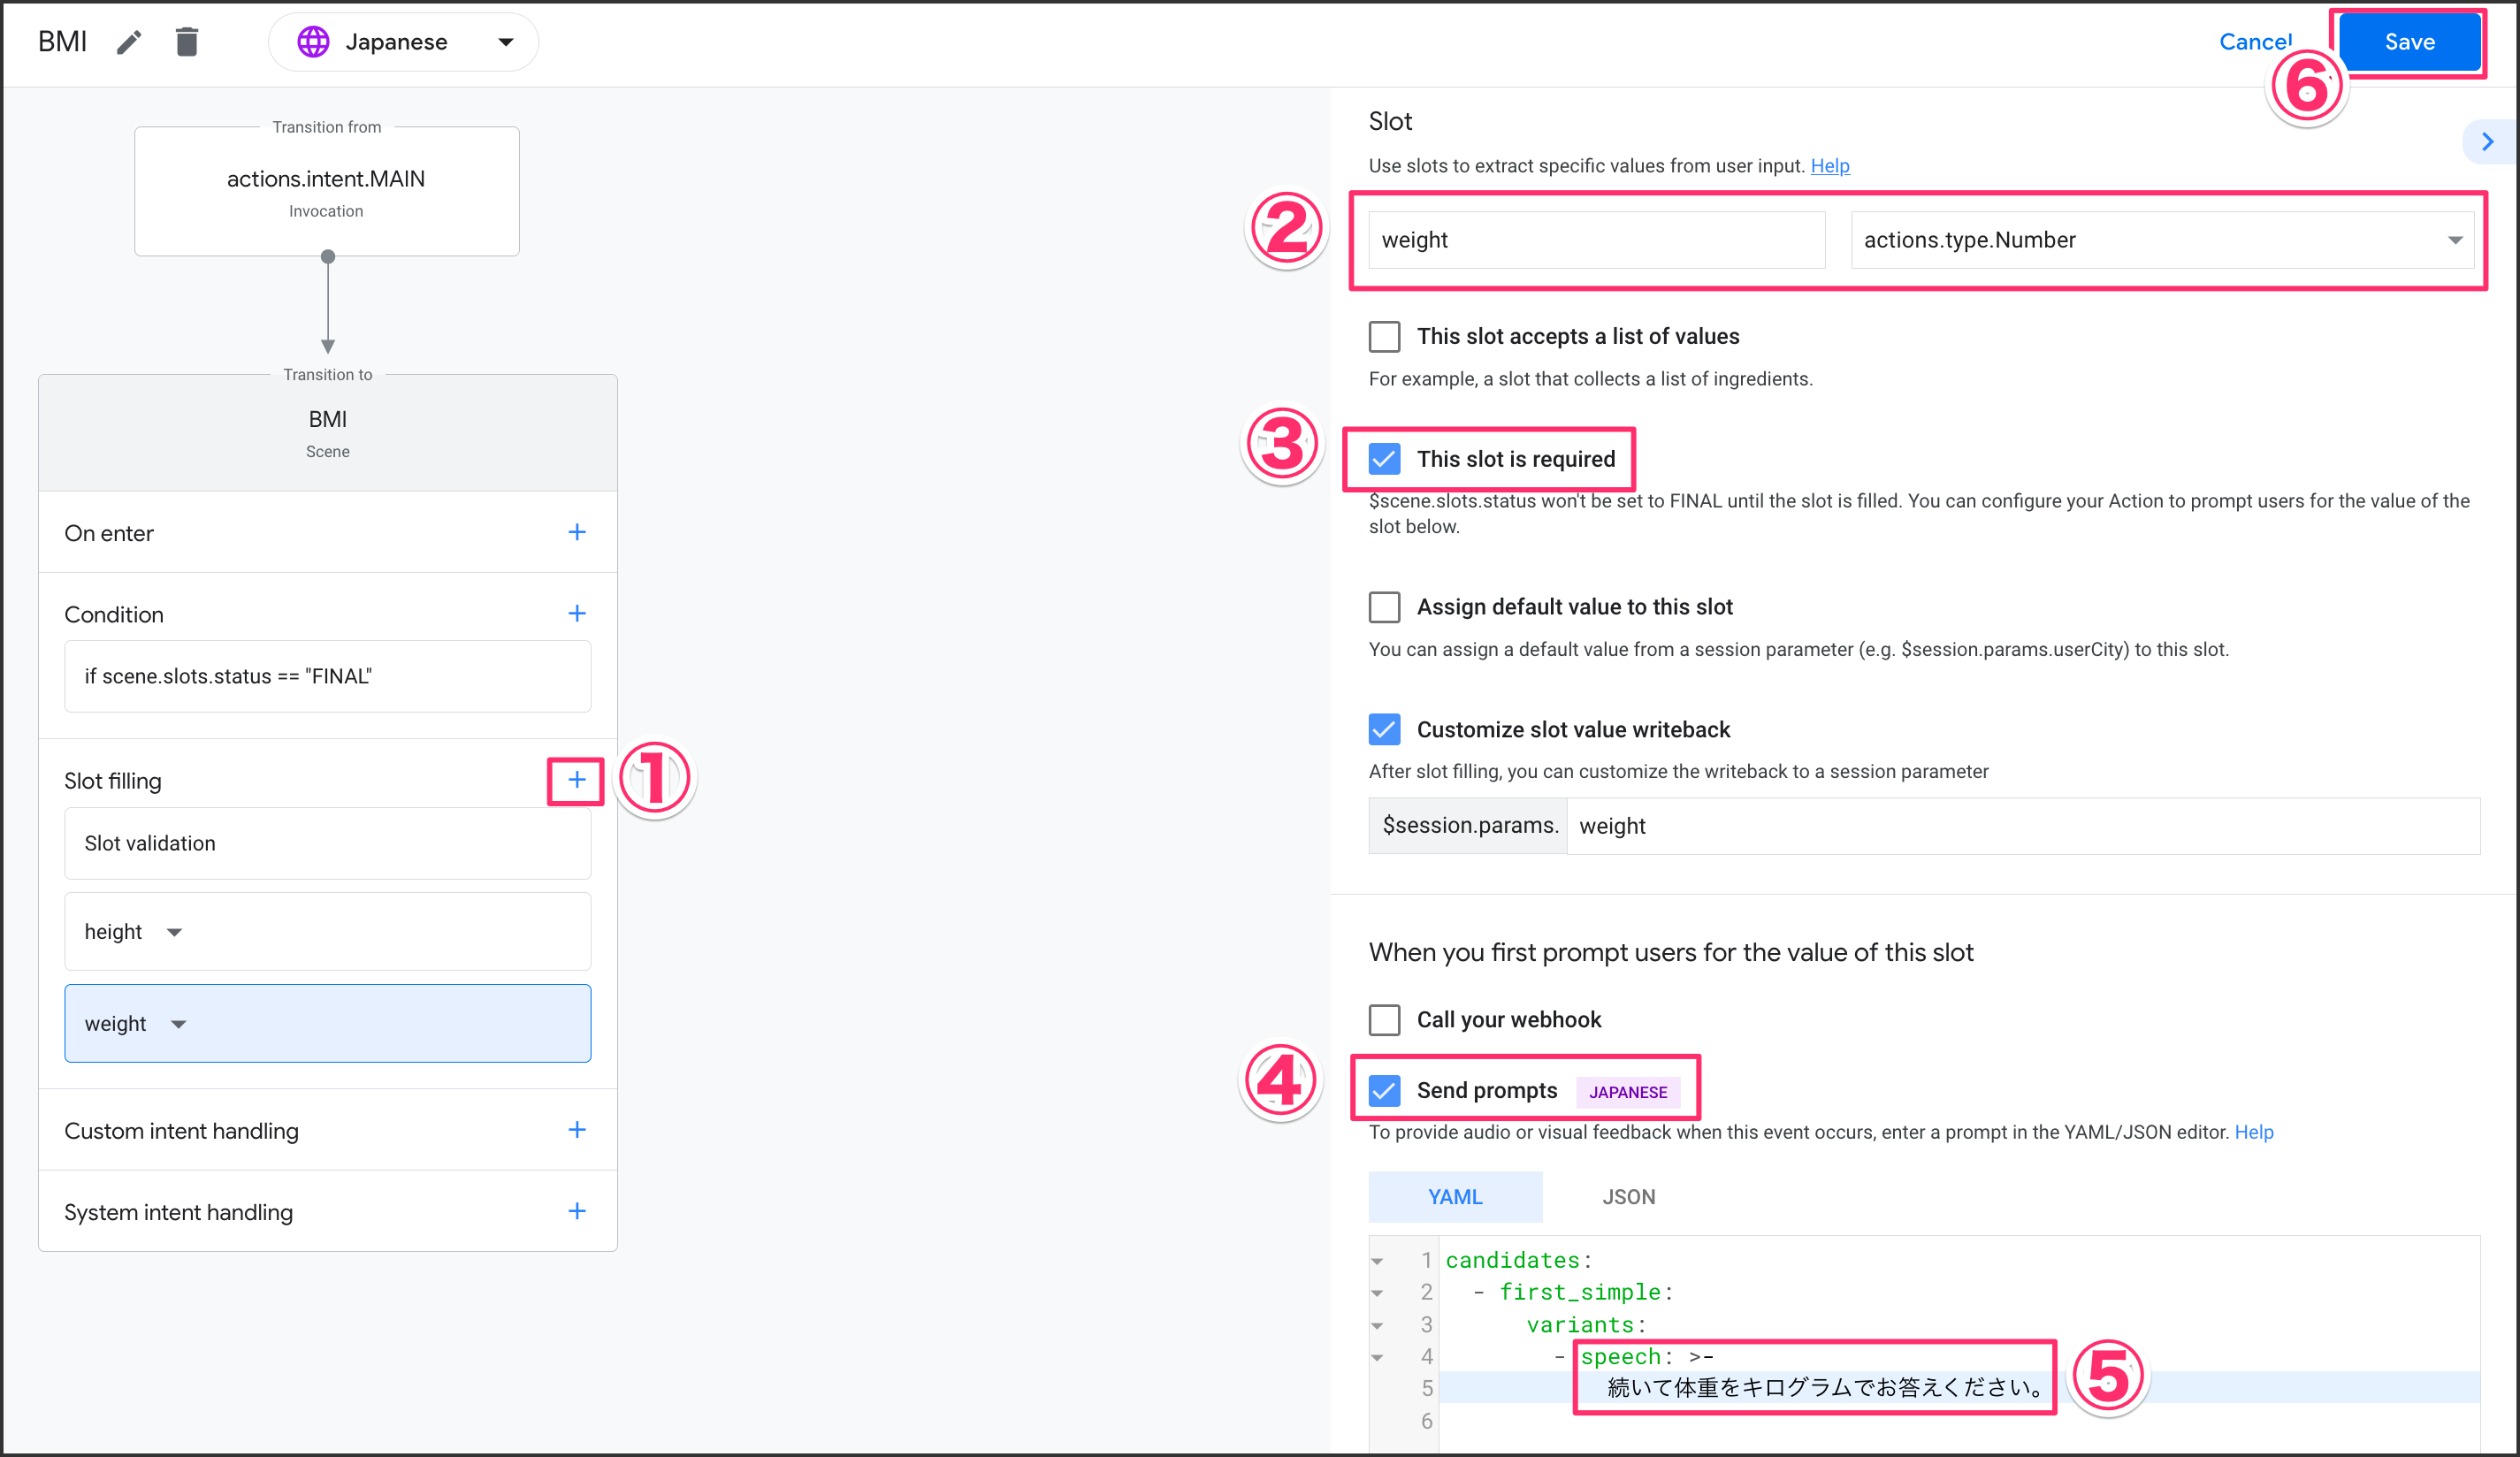 BMI
Japanese
Cancel
Save
⑥
Transition from
actions.intent.MAIN
Invocation
Transition to
BMI
Scene
On enter
+
Condition
+
if scene.slots.status == "FINAL"
Slot filling
+
①
Slot validation
height
weight
Custom intent handling
+
System intent handling
+
Slot
Use slots to extract specific values from user input. Help
②
weight
actions.type.Number
This slot accepts a list of values
For example, a slot that collects a list of ingredients.
③
This slot is required
$scene.slots.status won't be set to FINAL until the slot is filled. You can configure your Action to prompt users for the value of the
slot below.
Assign default value to this slot
You can assign a default value from a session parameter (e.g. $session.params.userCity) to this slot.
Customize slot value writeback
After slot filling, you can customize the writeback to a session parameter
$session.params. weight
When you first prompt users for the value of this slot
Call your webhook
④
Send prompts JAPANESE
To provide audio or visual feedback when this event occurs, enter a prompt in the YAML/JSON editor. Help
YAML JSON
1 candidates:
2 - first_simple:
3 variants:
4 - speech: >-
5 続いて体重をキログラムでお答えください。
⑤
6